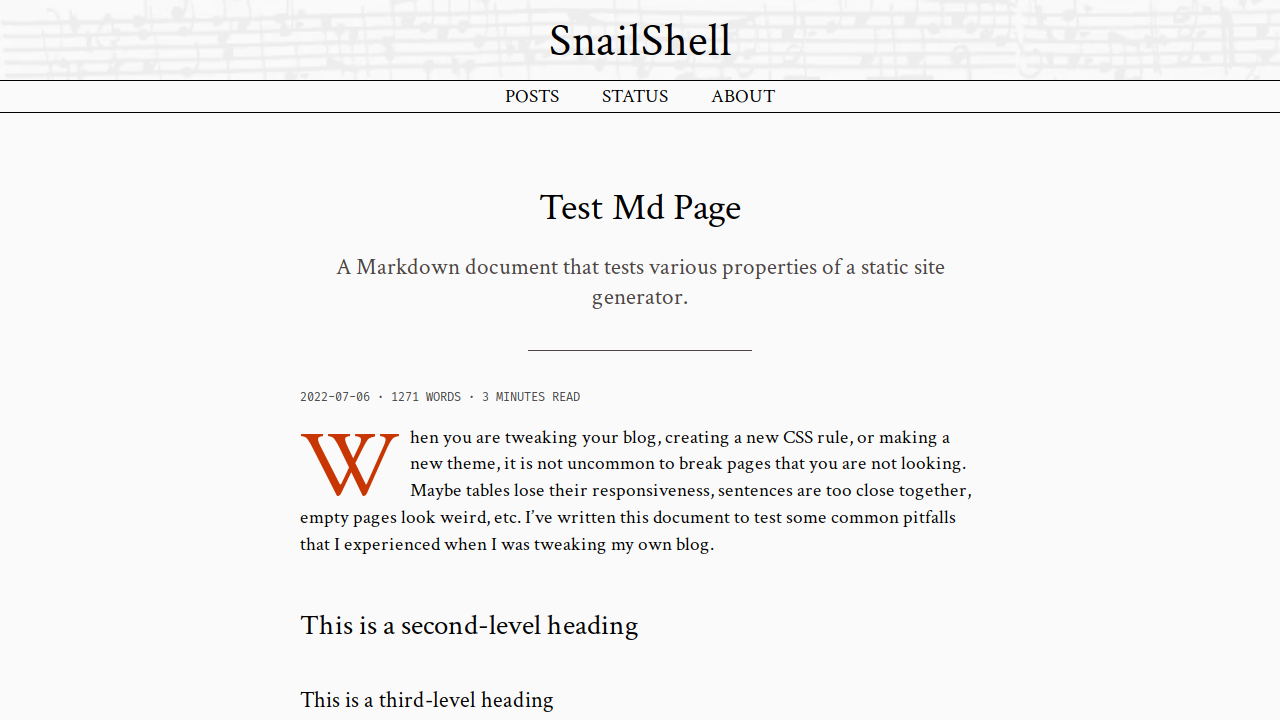 SnailShell
POSTS STATUS ABOUT
Test Md Page
A Markdown document that tests various properties of a static site
generator.
2022-07-06 · 1271 WORDS · 3 MINUTES READ
When you are tweaking your blog, creating a new CSS rule, or making a
new theme, it is not uncommon to break pages that you are not looking.
Maybe tables lose their responsiveness, sentences are too close together,
empty pages look weird, etc. I’ve written this document to test some common pitfalls
that I experienced when I was tweaking my own blog.
This is a second-level heading
This is a third-level heading